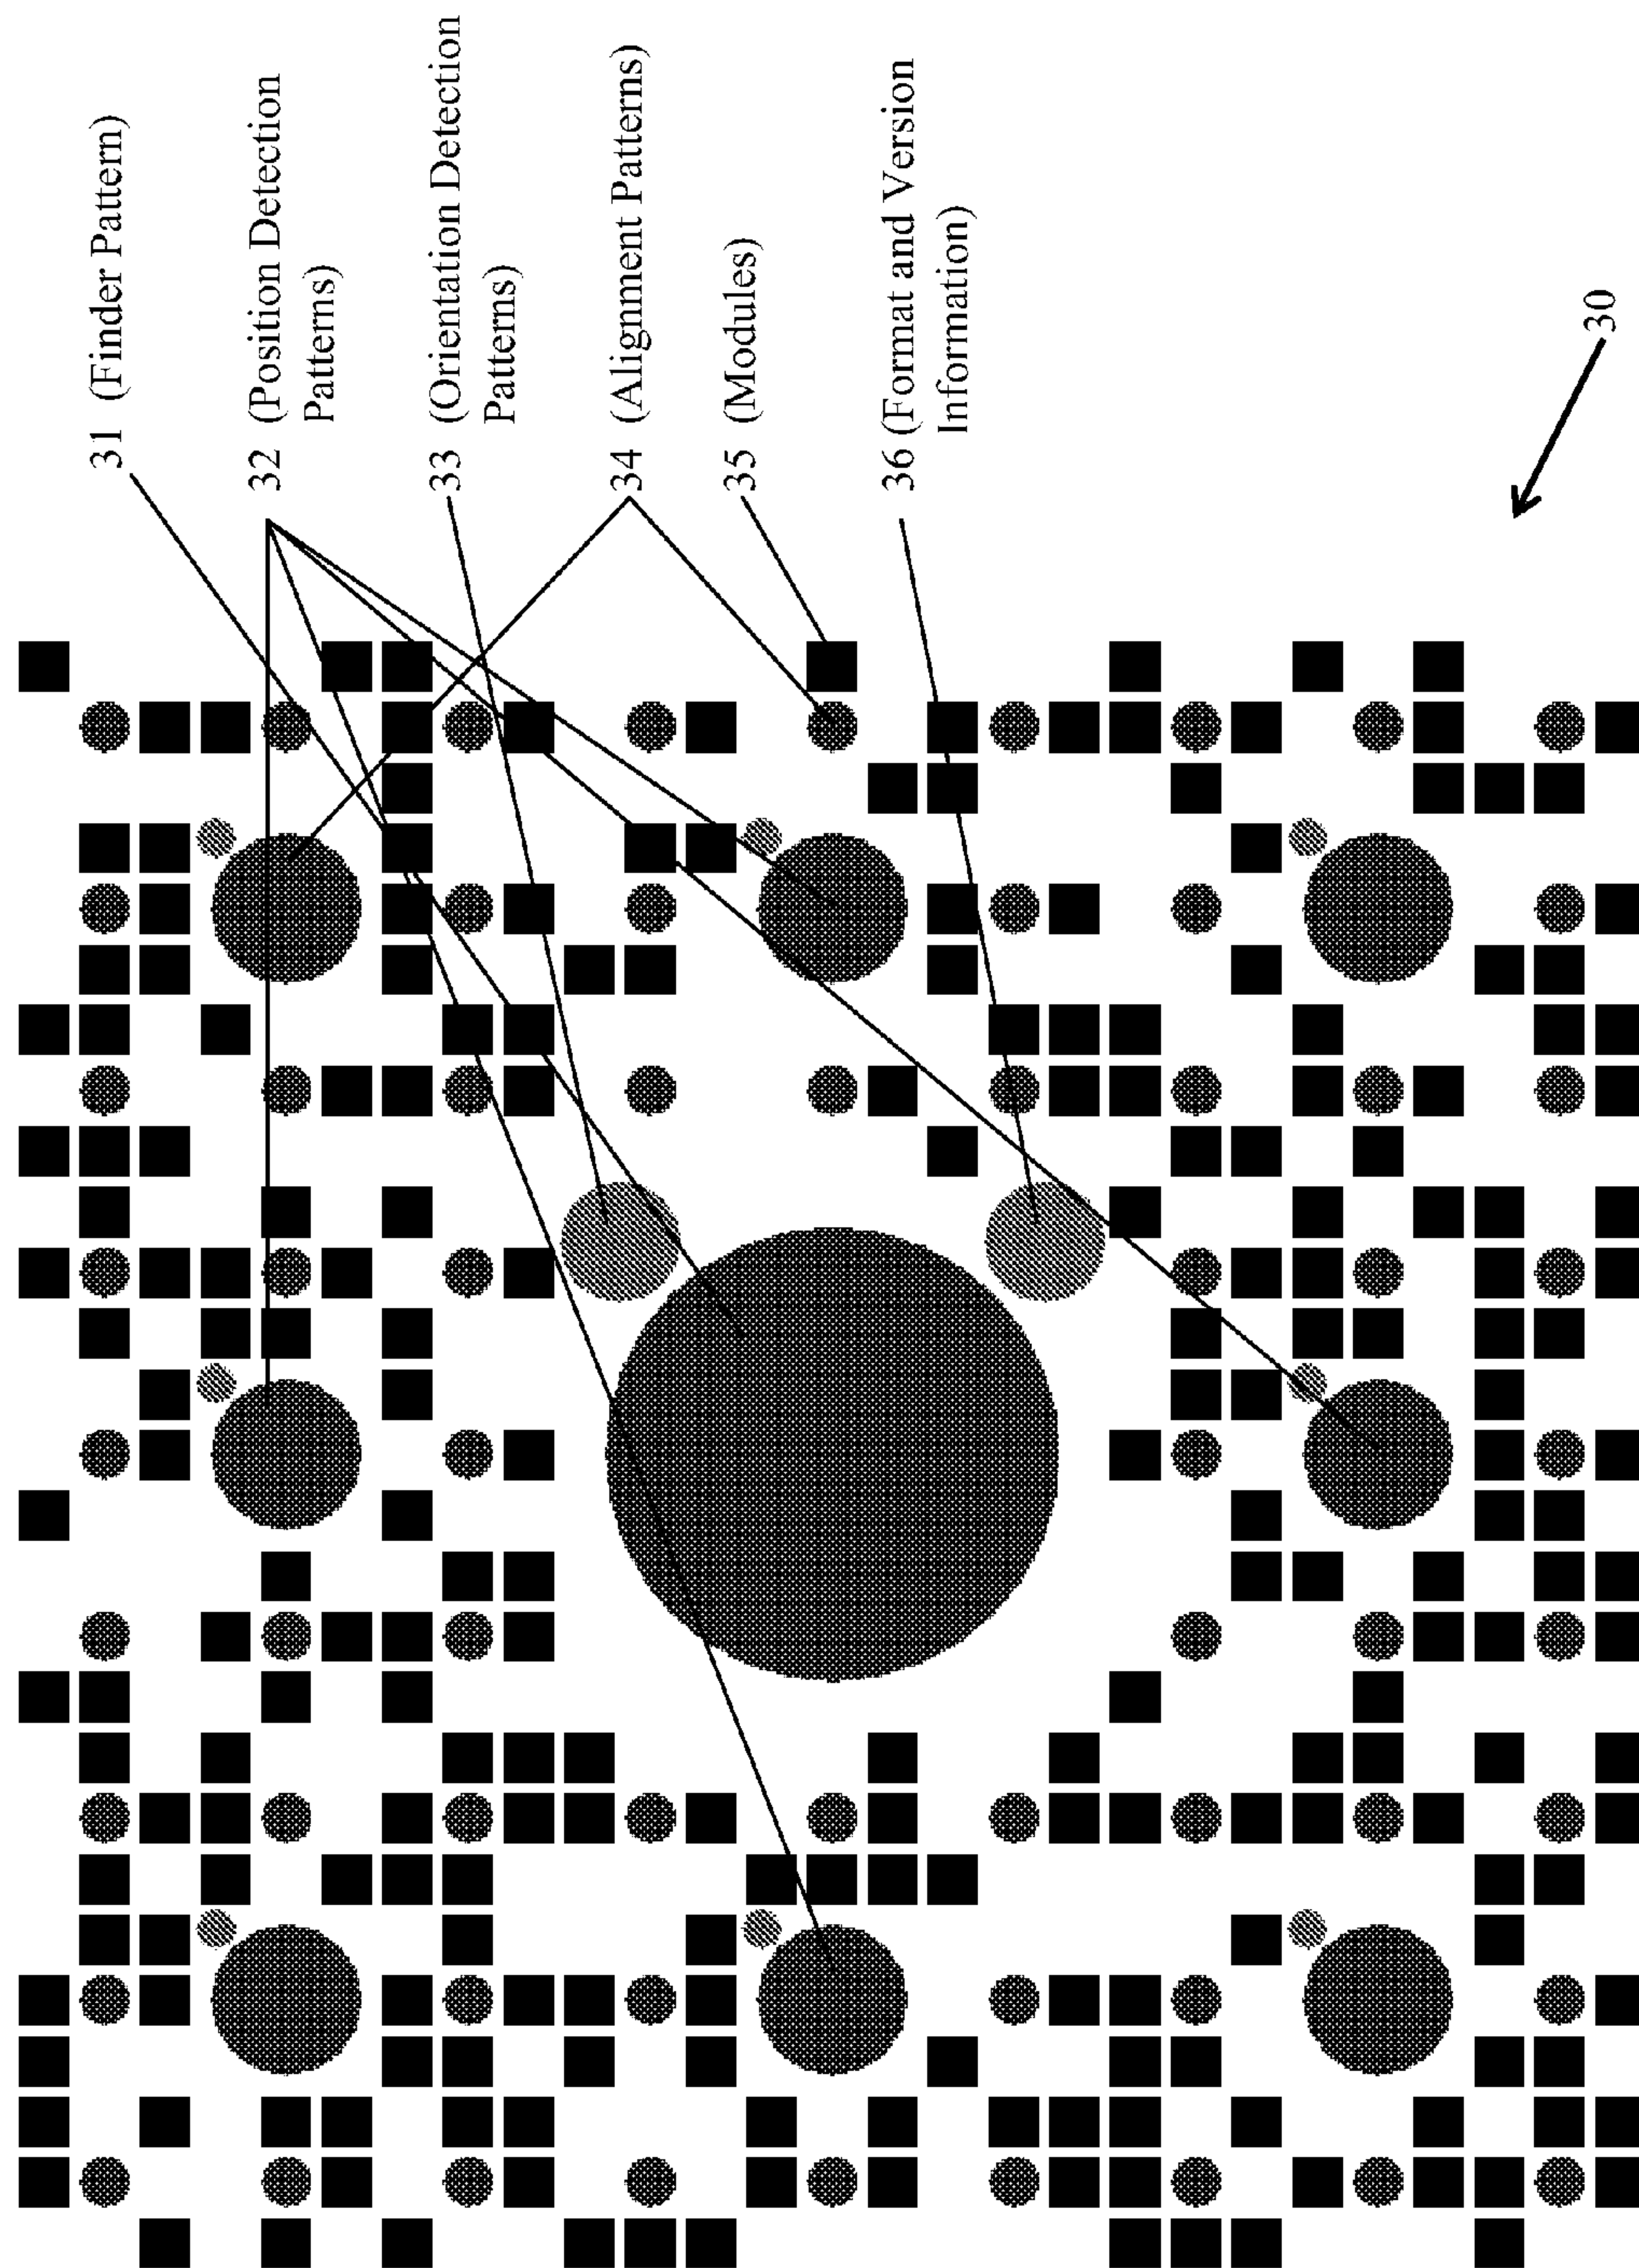 31 (Finder Pattern)
32 (Position Detection
Patterns)
33 (Orientation Detection
Patterns)
34 (Alignment Patterns)
35 (Modules)
36 (Format and Version
Information)
30